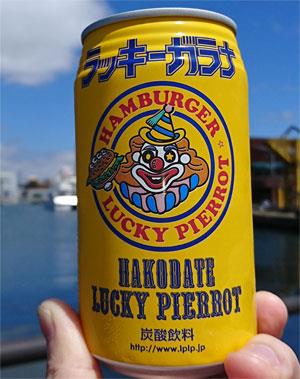 ラッキーガラナ
HAMBURGER
LUCKY PIERROT
HAKODATE
LUCKY PIERROT
炭酸飲料
http://www.lplp.jp